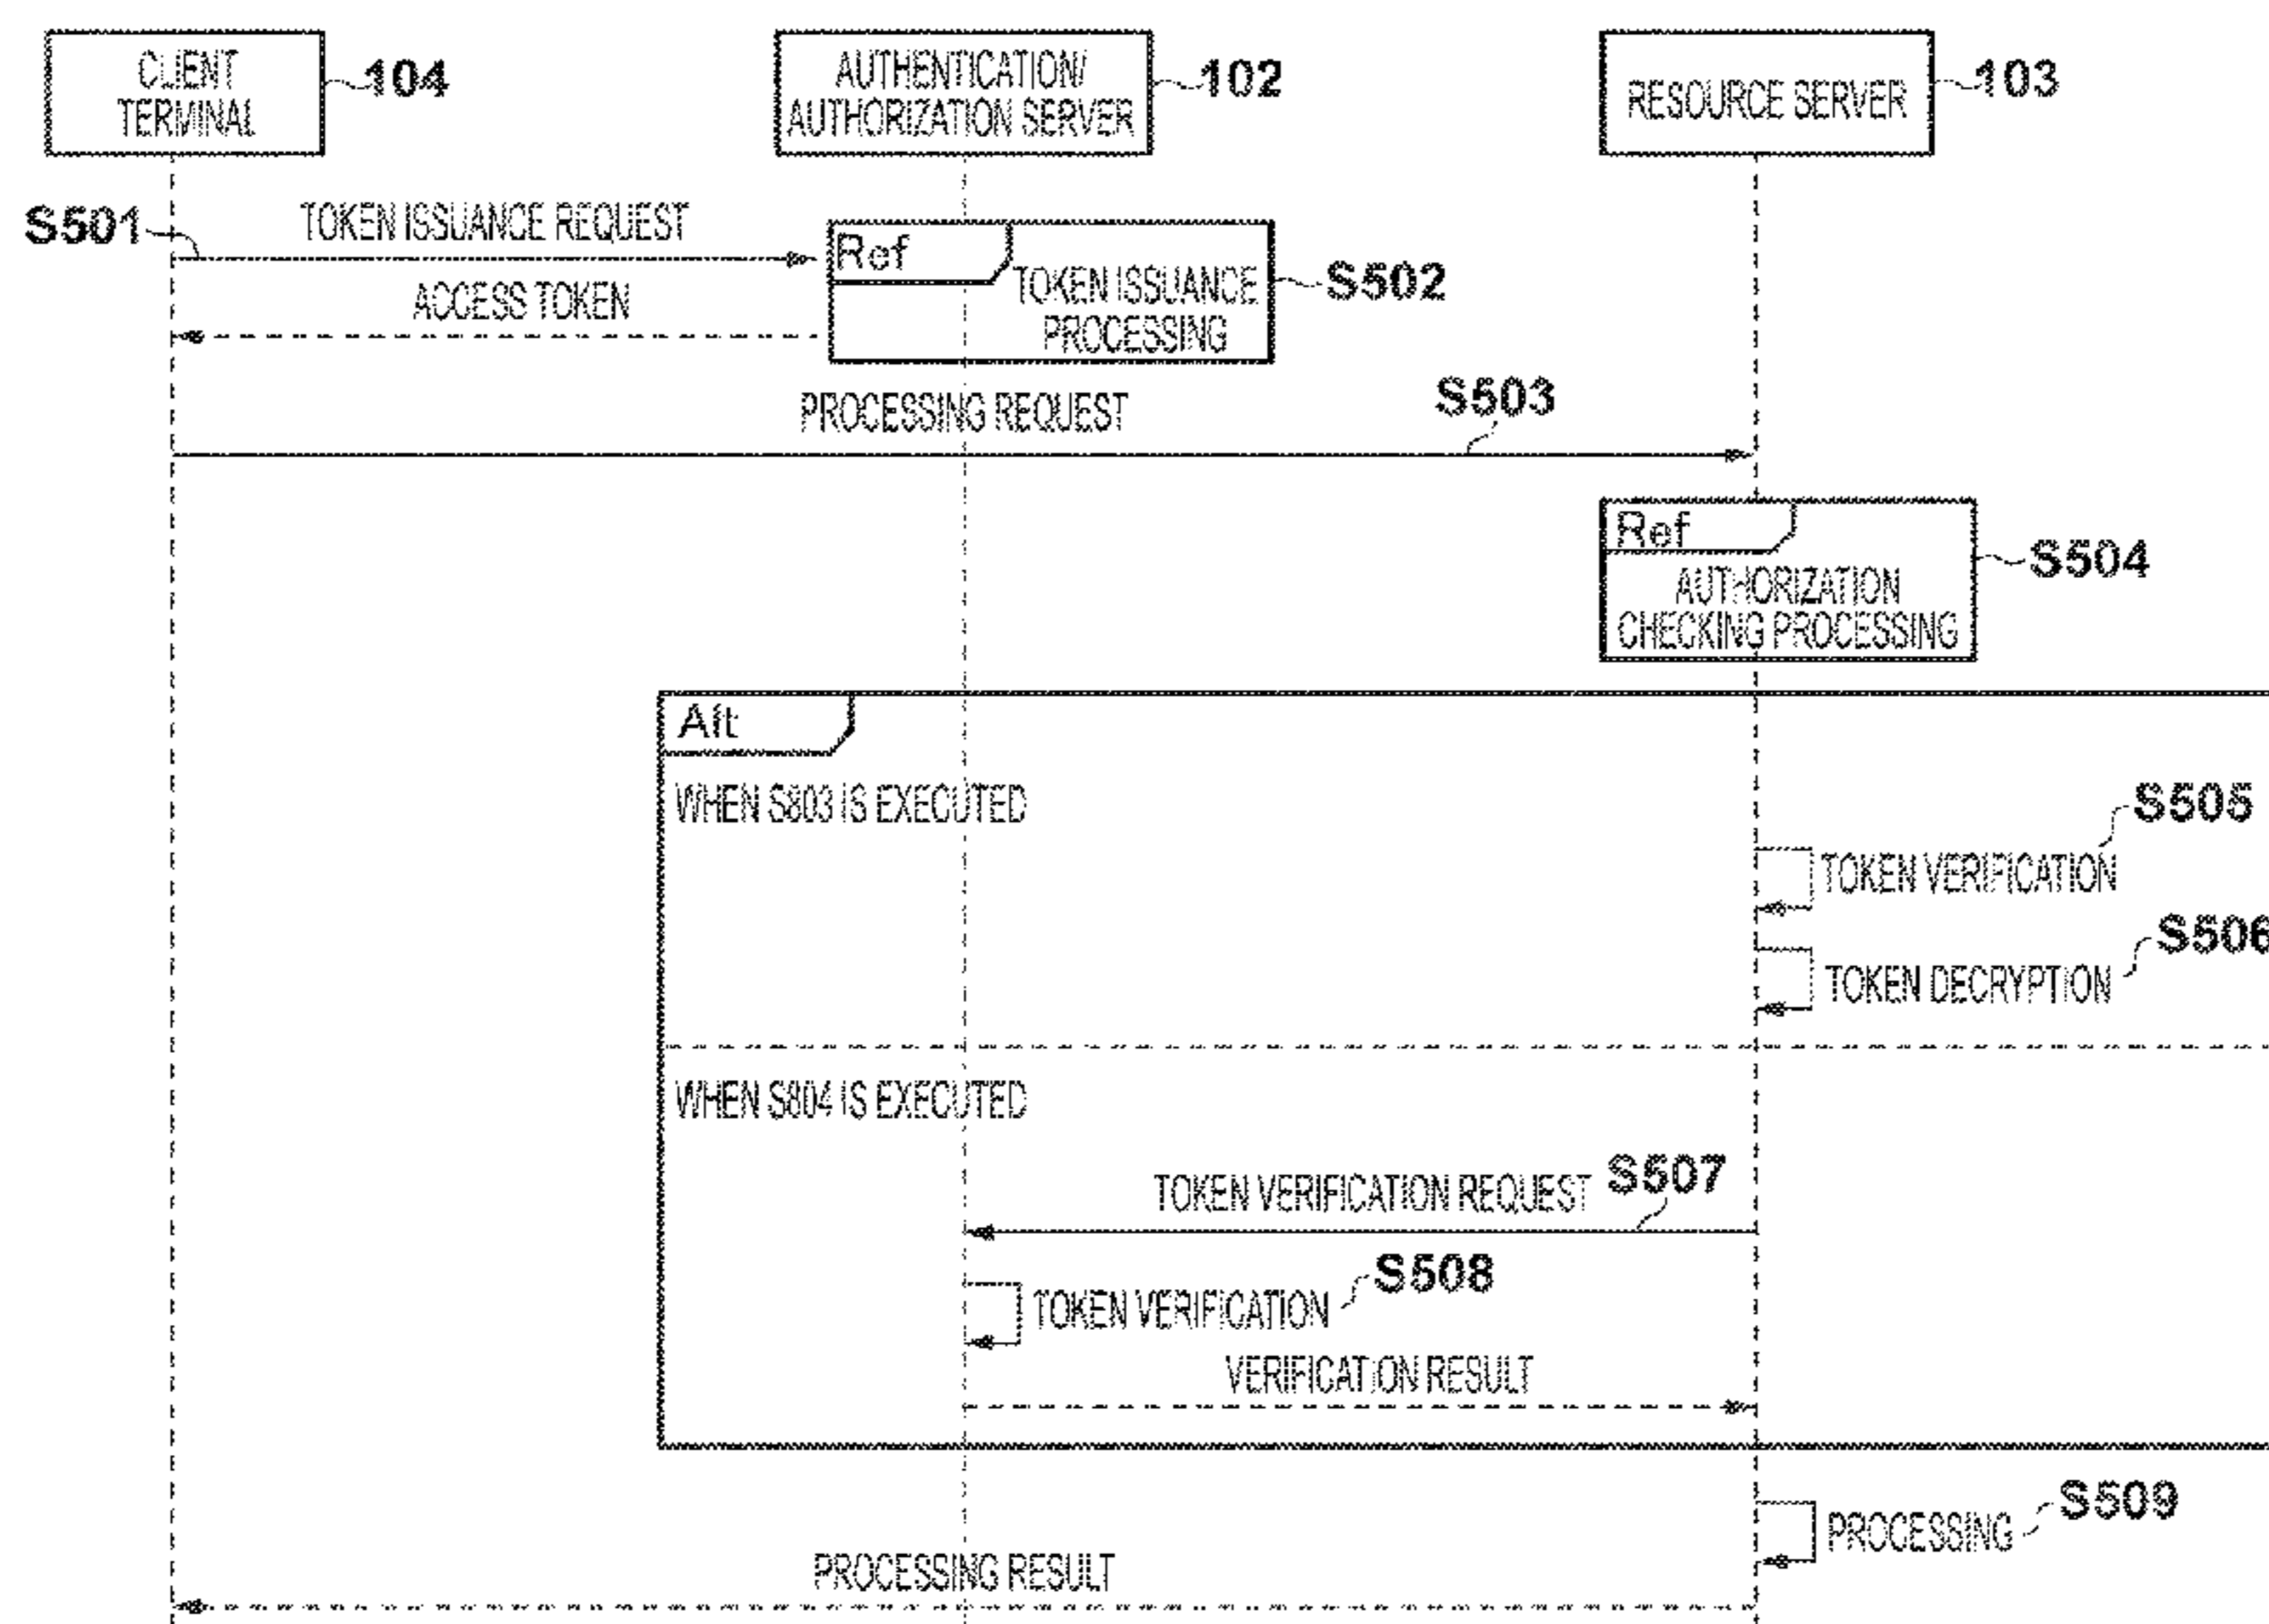 CLIENT
TERMINAL
104
AUTHENTICATION/
AUTHORIZATION SERVER
102
RESOURCE SERVER
103
S501
TOKEN ISSUANCE REQUEST
Ref
TOKEN ISSUANCE
PROCESSING
S502
ACCESS TOKEN
PROCESSING REQUEST
S503
Ref
AUTHORIZATION
CHECKING PROCESSING
S504
Alt
WHEN S803 IS EXECUTED
S505
TOKEN VERIFICATION
S506
TOKEN DECRYPTION
WHEN S804 IS EXECUTED
TOKEN VERIFICATION REQUEST
S507
S508
TOKEN VERIFICATION
VERIFICATION RESULT
S509
PROCESSING
PROCESSING RESULT